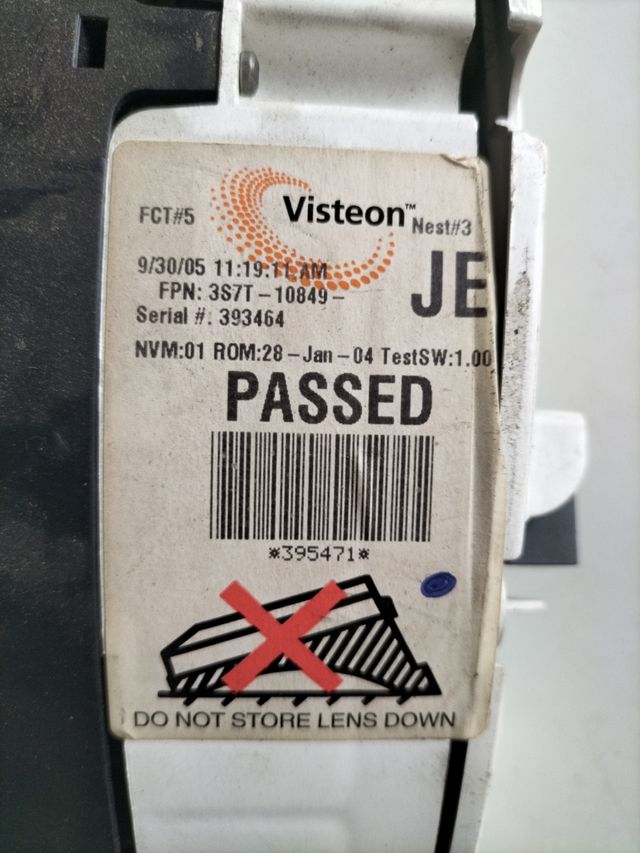 Visteon™
FCT#5
Nest#3
9/30/05 11:19:11 AM
JE
FPN: 3S7T-10849-
Serial #: 393464
NVM:01 ROM:28-Jan-04 TestSW:1.00
PASSED
*395471*
DO NOT STORE LENS DOWN